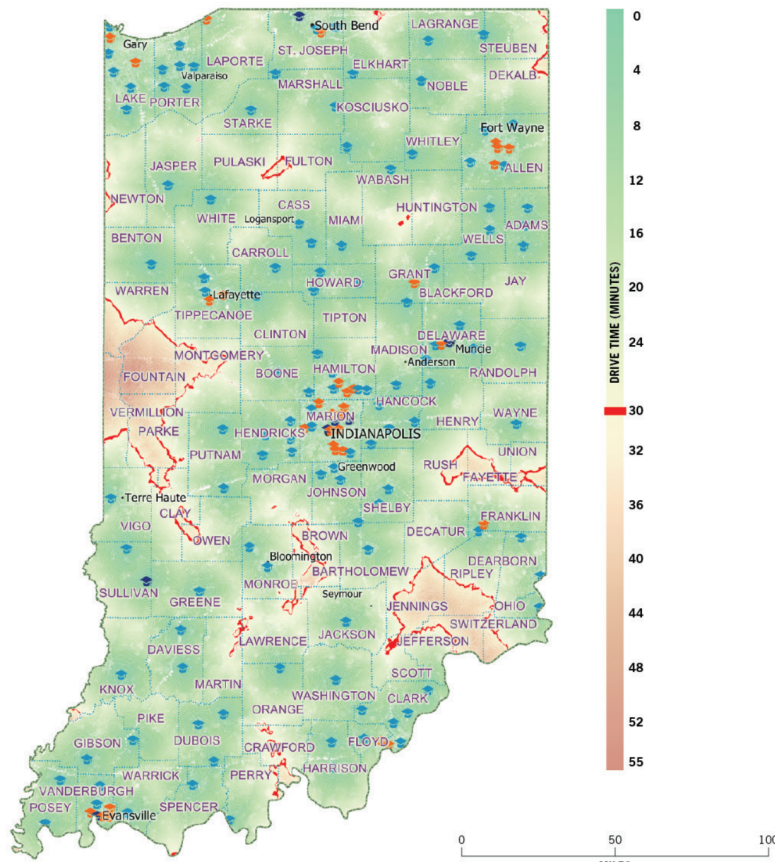 LAGRANGE
South Bend
STEUBEN
Gary
ST. JOSEPH
LAPORTE
ELKHART
DEKALB
Valparaiso
MARSHALL
NOBLE
LAKE
PORTER
KOSCIUSKO
STARKE
Fort Wayne
WHITLEY
JASPER
PULASKI
FULTON
ALLEN
WABASH
NEWTON
CASS
HUNTINGTON
WHITE
Logansport
MIAMI
ADAMS
BENTON
WELLS
CARROLL
GRANT
JAY
WARREN
HOWARD
BLACKFORD
Lafayette
TIPPECANOE
TIPTON
CLINTON
DELAWARE
MONTGOMERY
MADISON
Muncie
Anderson
FOUNTAIN
BOONE
HAMILTON
RANDOLPH
HANCOCK
VERMILLION
MARION
WAYNE
PARKE
HENDRICKS
INDIANAPOLIS
HENRY
PUTNAM
UNION
Greenwood
RUSH
MORGAN
FAYETTE
JOHNSON
Terre Haute
SHELBY
CLAY
FRANKLIN
VIGO
OWEN
BROWN
DECATUR
Bloomington
DEARBORN
BARTHOLOMEW
RIPLEY
SULLIVAN
MONROE
GREENE
Seymour
JENNINGS
OHIO
JACKSON
SWITZERLAND
LAWRENCE
JEFFERSON
DAVIESS
SCOTT
KNOX
MARTIN
WASHINGTON
CLARK
ORANGE
PIKE
GIBSON
DUBOIS
CRAWFORD
FLOYD
WARRICK
PERRY
HARRISON
VANDERBURGH
POSEY
SPENCER
Evansville
DRIVE TIME (MINUTES)
0
4
8
12
16
20
24
30
32
36
40
44
48
52
55
0 50 100